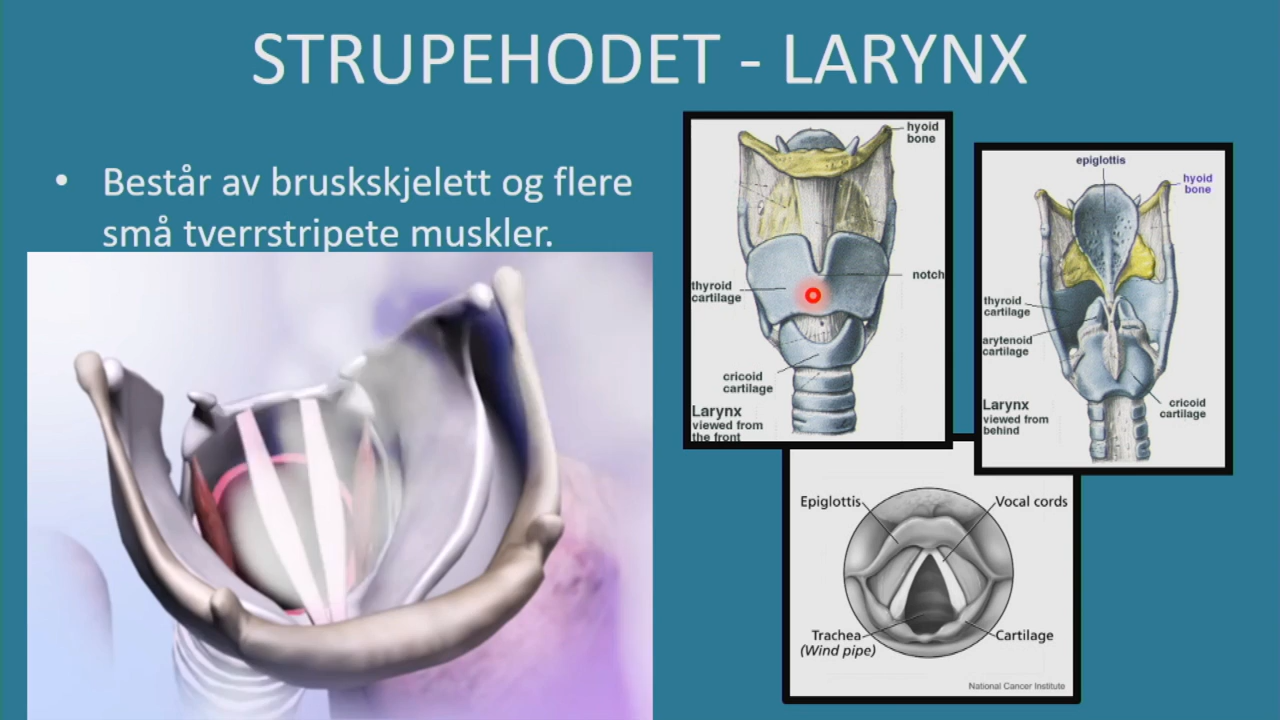 STRUPEHODET - LARYNX
• Består av bruskskjelett og flere
små tverrstripete muskler.
hyoid
bone
notch
thyroid
cartilage
cricoid
cartilage
Larynx
viewed from
the front
epiglottis
hyoid
bone
thyroid
cartilage
arytenoid
cartilage
cricoid
cartilage
Larynx
viewed from
behind
Epiglottis
Vocal cords
Trachea
(Wind pipe)
Cartilage
National Cancer Institute